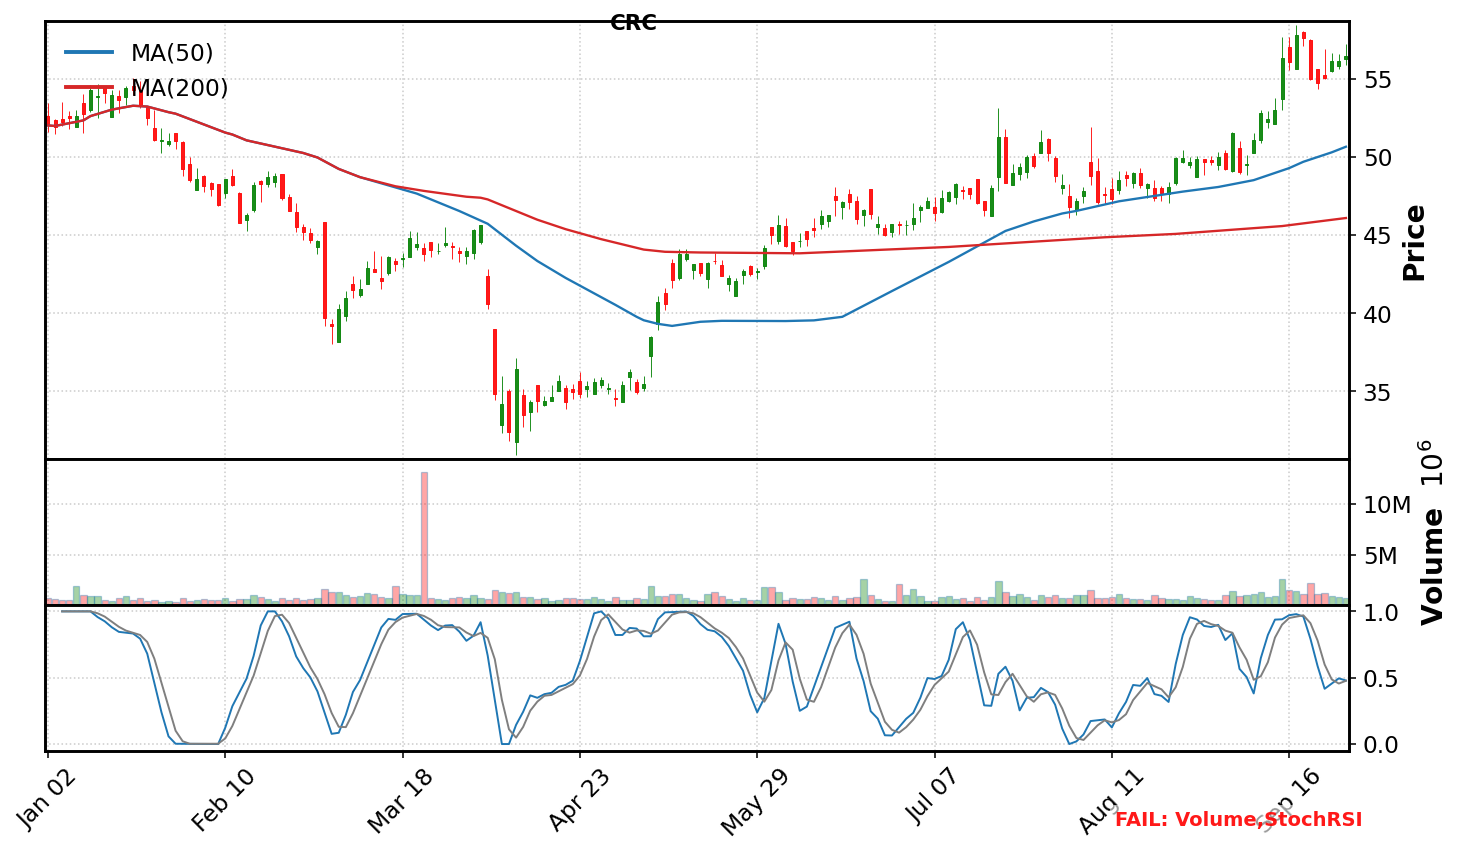 CRC
MA(50)
MA(200)
55
50
45
40
35
Price
10M
5M
Volume 10^6
1.0
0.5
0.0
Jan 02
Feb 10
Mar 18
Apr 23
May 29
Jul 07
Aug 11
Sep 16
FAIL: Volume,StochRSI